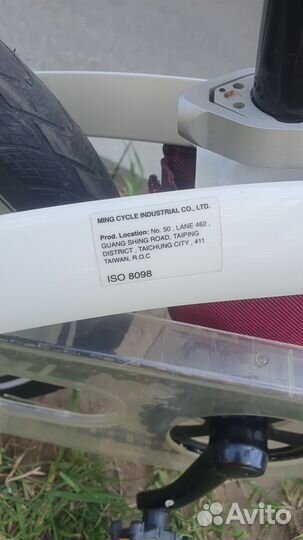 MING CYCLE INDUSTRIAL CO., LTD.
Prod. Location: No. 50 , LANE 462 ,
GUANG SHING ROAD, TAIPING
DISTRICT , TAICHUNG CITY , 411
TAIWAN, R.O.C
ISO 8098
Avito